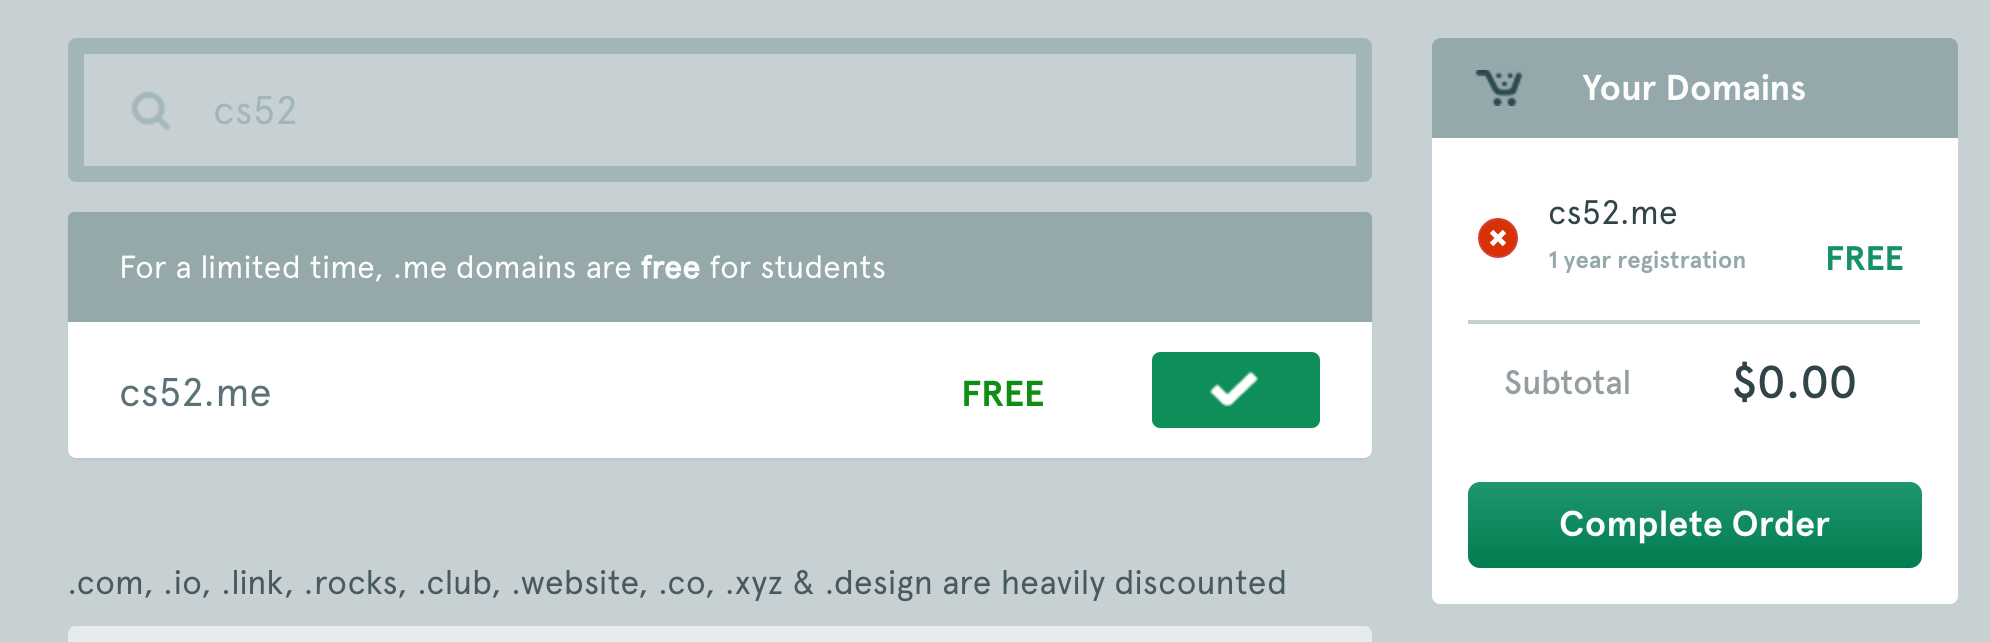 cs52
For a limited time, .me domains are free for students
cs52.me
FREE
.com, .io, .link, .rocks, .club, .website, .co, .xyz & .design are heavily discounted
Your Domains
cs52.me
1 year registration
FREE
Subtotal
$0.00
Complete Order